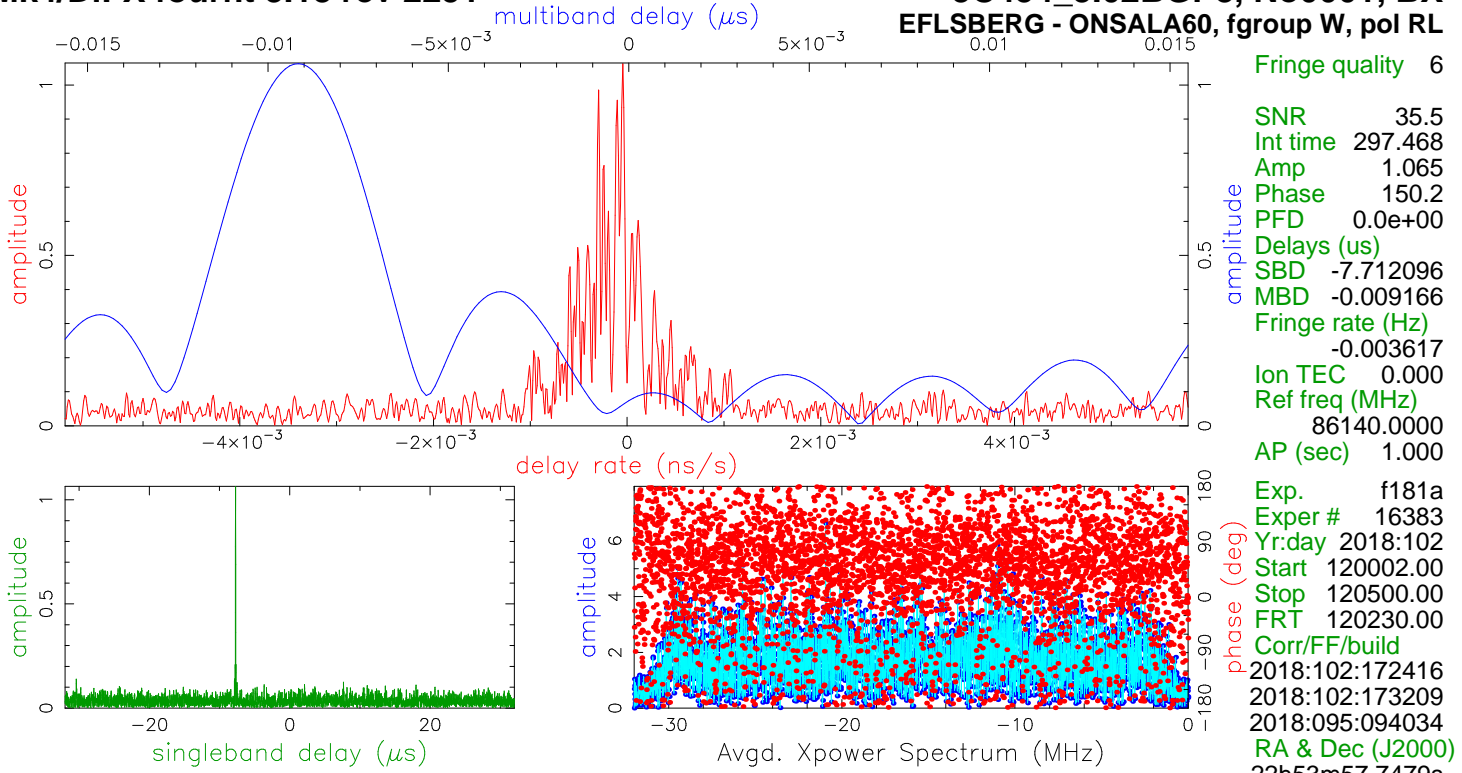 multiband delay (μs)
EFLSBERG - ONSALA60, fgroup W, pol RL
−0.015 −0.01 −5×10⁻³ 0 5×10⁻³ 0.01 0.015
amplitude
0 0.5 1
amplitude
0 0.5 1
−4×10⁻³ −2×10⁻³ 0 2×10⁻³ 4×10⁻³
delay rate (ns/s)
Fringe quality 6
SNR 35.5
Int time 297.468
Amp 1.065
Phase 150.2
PFD 0.0e+00
Delays (us)
SBD -7.712096
MBD -0.009166
Fringe rate (Hz)
-0.003617
Ion TEC 0.000
Ref freq (MHz)
86140.0000
AP (sec) 1.000
Exp. f181a
Exper # 16383
Yr:day 2018:102
Start 120002.00
Stop 120500.00
FRT 120230.00
Corr/FF/build
2018:102:172416
2018:102:173209
2018:095:094034
RA & Dec (J2000)
amplitude
0 0.5 1
−20 0 20
singleband delay (μs)
amplitude
0 2 4 6
−180 −90 0 90 180
phase (deg)
−30 −20 −10 0
Avgd. Xpower Spectrum (MHz)